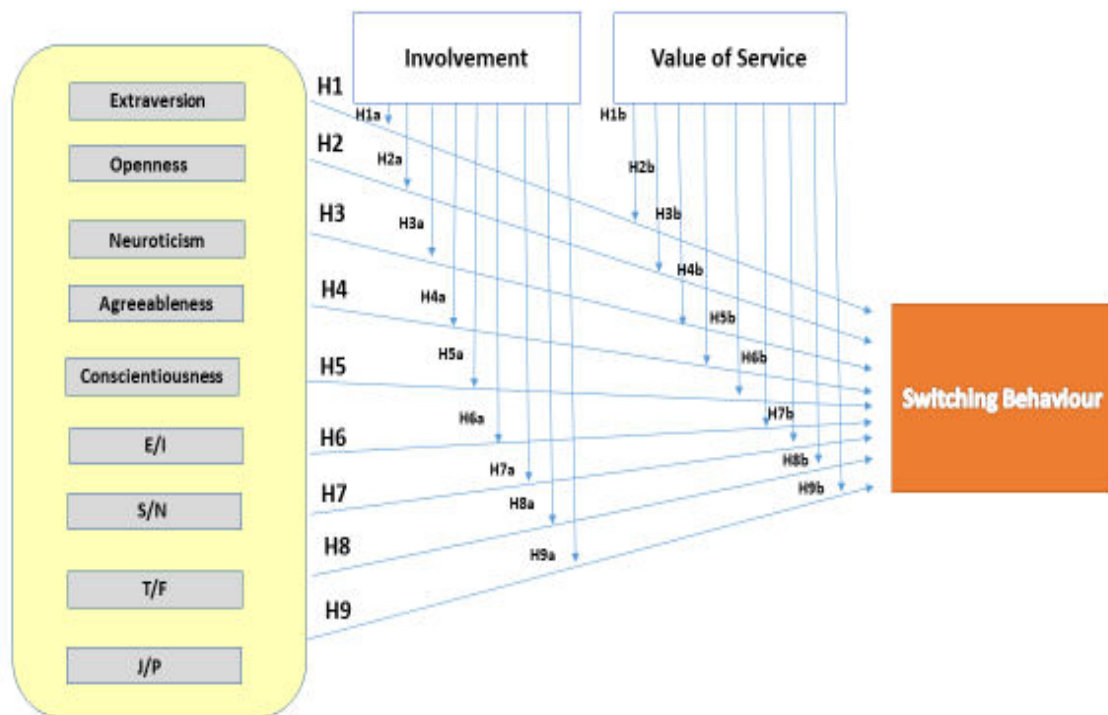 Involvement
Value of Service
Extraversion
Openness
Neuroticism
Agreeableness
Conscientiousness
E/I
S/N
T/F
J/P
H1
H2
H3
H4
H5
H6
H7
H8
H9
H1a
H2a
H3a
H4a
H5a
H6a
H7a
H8a
H9a
H1b
H2b
H3b
H4b
H5b
H6b
H7b
H8b
H9b
Switching Behaviour